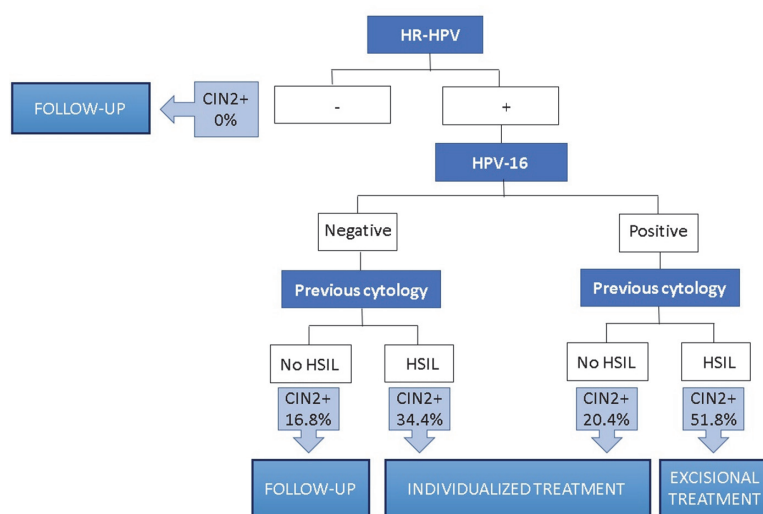 HR-HPV
FOLLOW-UP
CIN2+
0%
-
+
HPV-16
Negative
Positive
Previous cytology
Previous cytology
No HSIL
HSIL
No HSIL
HSIL
CIN2+
16.8%
CIN2+
34.4%
CIN2+
20.4%
CIN2+
51.8%
FOLLOW-UP
INDIVIDUALIZED TREATMENT
EXCISIONAL
TREATMENT